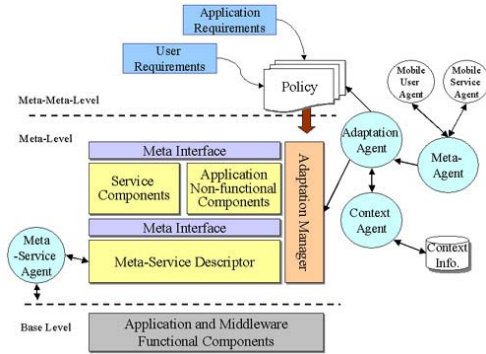 Application
Requirements
User
Requirements
Policy
Mobile
User
Agent
Mobile
Service
Agent
Meta-Meta-Level
Meta-Level
Meta Interface
Service
Components
Application
Non-functional
Components
Meta Interface
Meta-Service Descriptor
Adaptation Manager
Adaptation
Agent
Meta-
Agent
Context
Agent
Context
Info.
Meta
-Service
Agent
Base Level
Application and Middleware
Functional Components